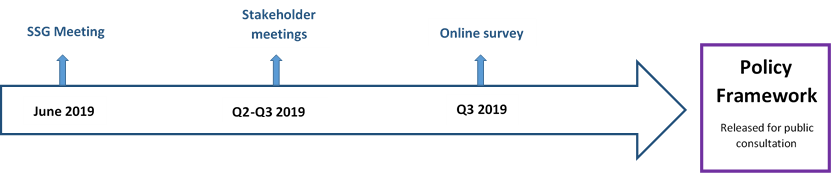 SSG Meeting
Stakeholder
meetings
Online survey
June 2019
Q2-Q3 2019
Q3 2019
Policy
Framework
Released for public
consultation